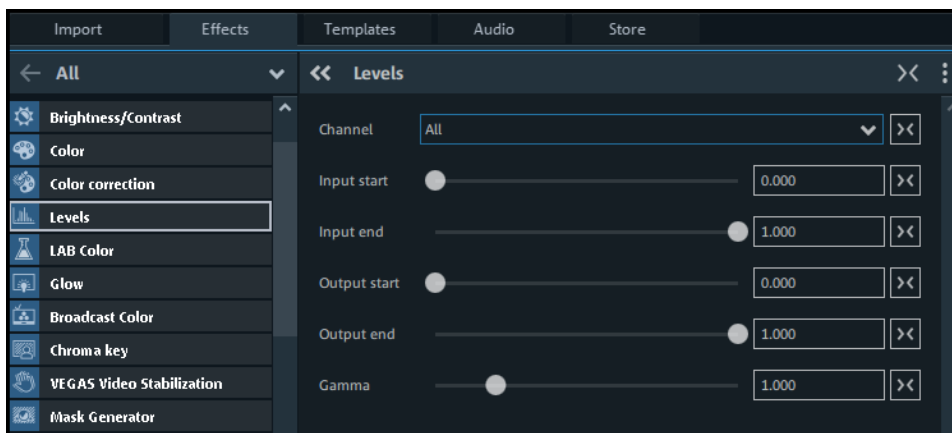 Import Effects Templates Audio Store
All
Levels
Brightness/Contrast
Color
Color correction
Levels
LAB Color
Glow
Broadcast Color
Chroma key
VEGAS Video Stabilization
Mask Generator
Channel All
Input start 0.000
Input end 1.000
Output start 0.000
Output end 1.000
Gamma 1.000